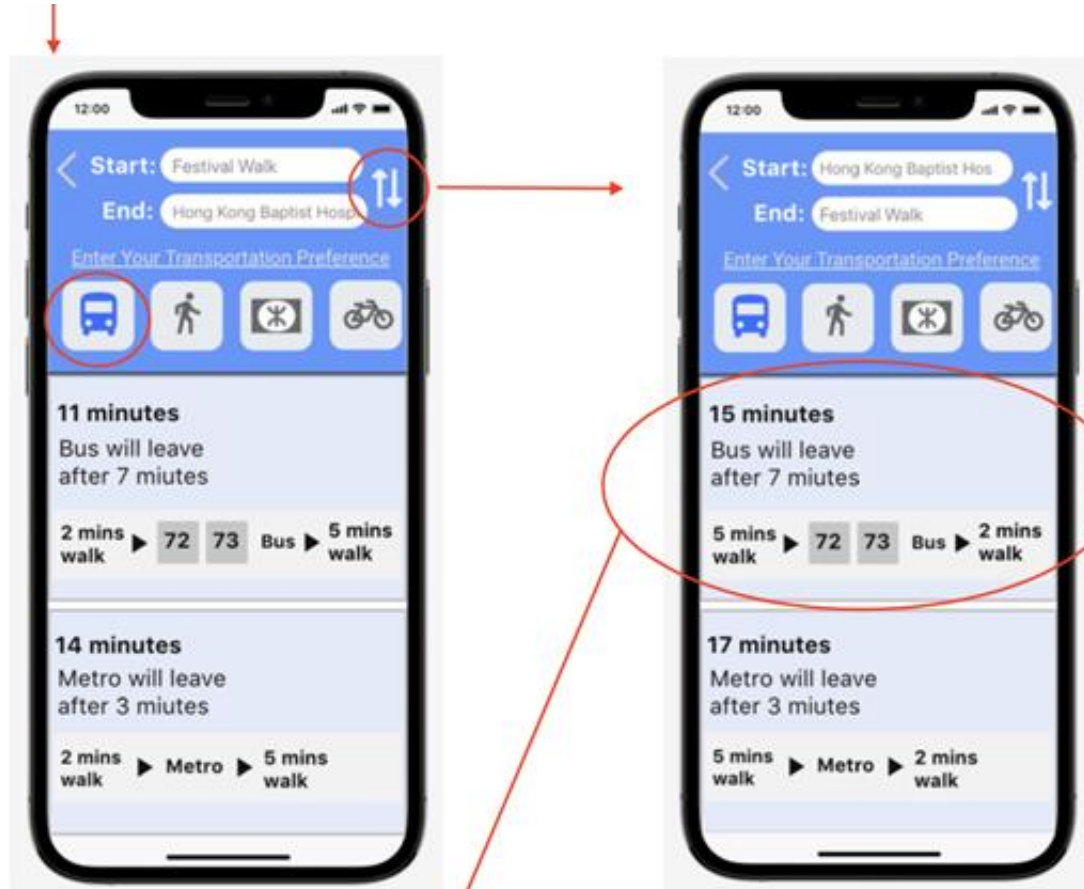 12:00
Start: Festival Walk
End: Hong Kong Baptist Hosp
Enter Your Transportation Preference
11 minutes
Bus will leave
after 7 miutes
2 mins walk ▶ 72 73 Bus ▶ 5 mins walk
14 minutes
Metro will leave
after 3 miutes
2 mins walk ▶ Metro ▶ 5 mins walk
12:00
Start: Hong Kong Baptist Hos
End: Festival Walk
Enter Your Transportation Preference
15 minutes
Bus will leave
after 7 miutes
5 mins walk ▶ 72 73 Bus ▶ 2 mins walk
17 minutes
Metro will leave
after 3 miutes
5 mins walk ▶ Metro ▶ 2 mins walk